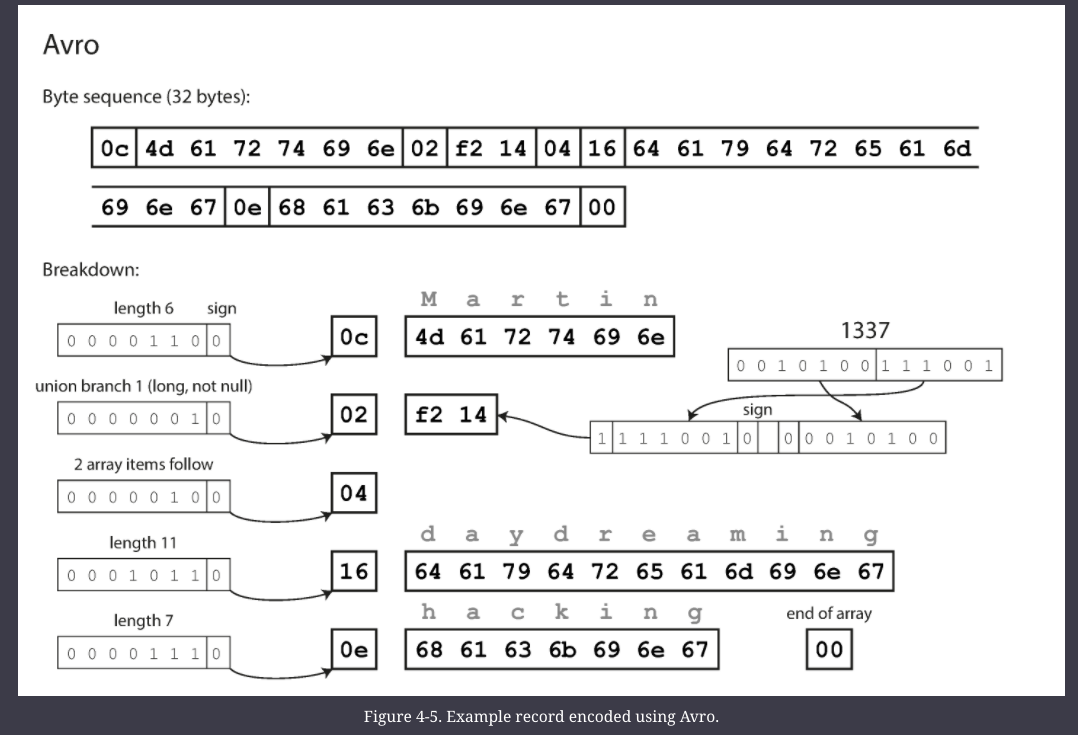 Avro
Byte sequence (32 bytes):
0c 4d 61 72 74 69 6e 02 f2 14 04 16 64 61 79 64 72 65 61 6d
69 6e 67 0e 68 61 63 6b 69 6e 67 00
Breakdown:
length 6 sign
0 0 0 0 1 1 0 0
0c
M a r t i n
4d 61 72 74 69 6e
1337
0 0 1 0 1 0 0 1 1 1 0 0 1
union branch 1 (long, not null)
0 0 0 0 0 0 1 0
02
f2 14
sign
1 1 1 1 0 0 1 0 0 0 0 1 0 1 0 0
2 array items follow
0 0 0 0 0 1 0 0
04
length 11
0 0 0 1 0 1 1 0
16
d a y d r e a m i n g
64 61 79 64 72 65 61 6d 69 6e 67
length 7
0 0 0 0 1 1 1 0
0e
h a c k i n g
68 61 63 6b 69 6e 67
end of array
00
Figure 4-5. Example record encoded using Avro.